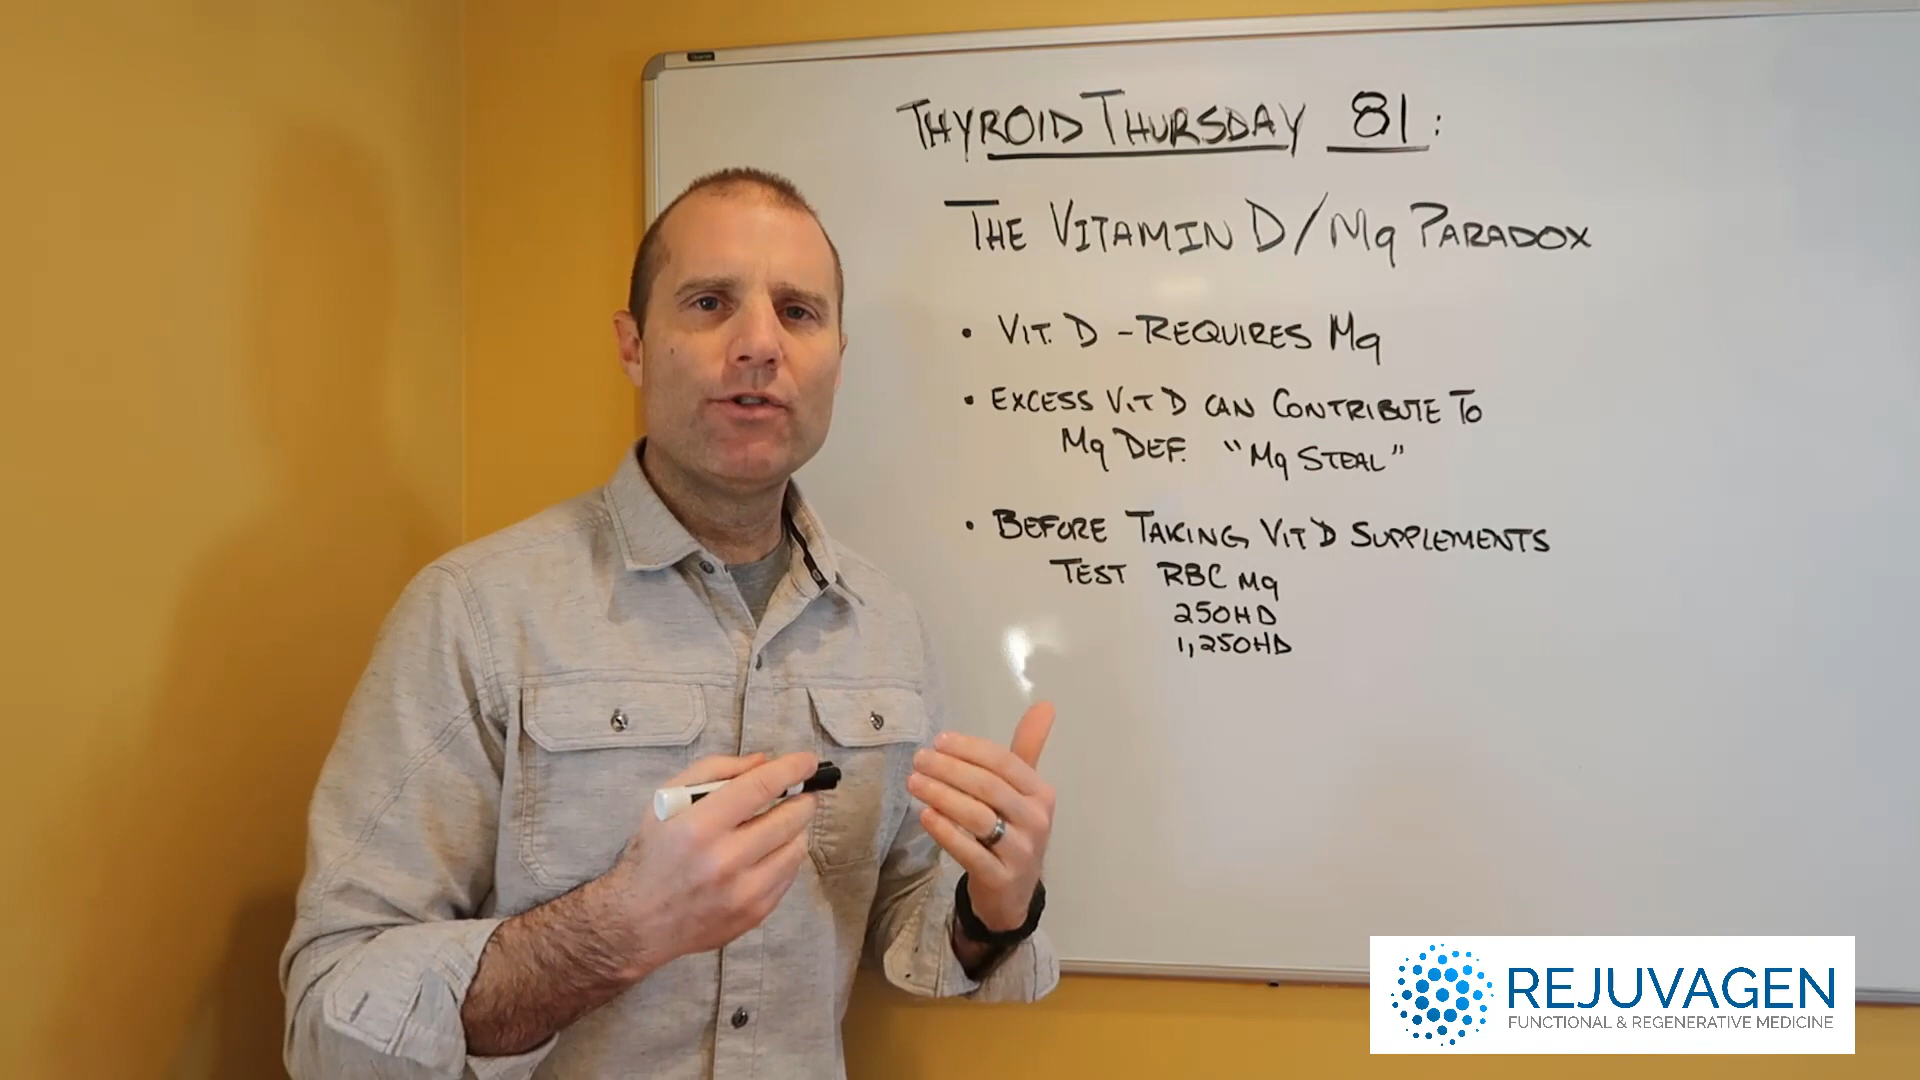 THYROID THURSDAY 81:
THE VITAMIN D/Mg PARADOX
• VIT. D - REQUIRES Mg
• EXCESS VIT D CAN CONTRIBUTE TO
Mg DEF. "Mg STEAL"
• BEFORE TAKING VIT D SUPPLEMENTS
TEST RBC Mg
25OHD
1,25OHD
REJUVAGEN
FUNCTIONAL & REGENERATIVE MEDICINE